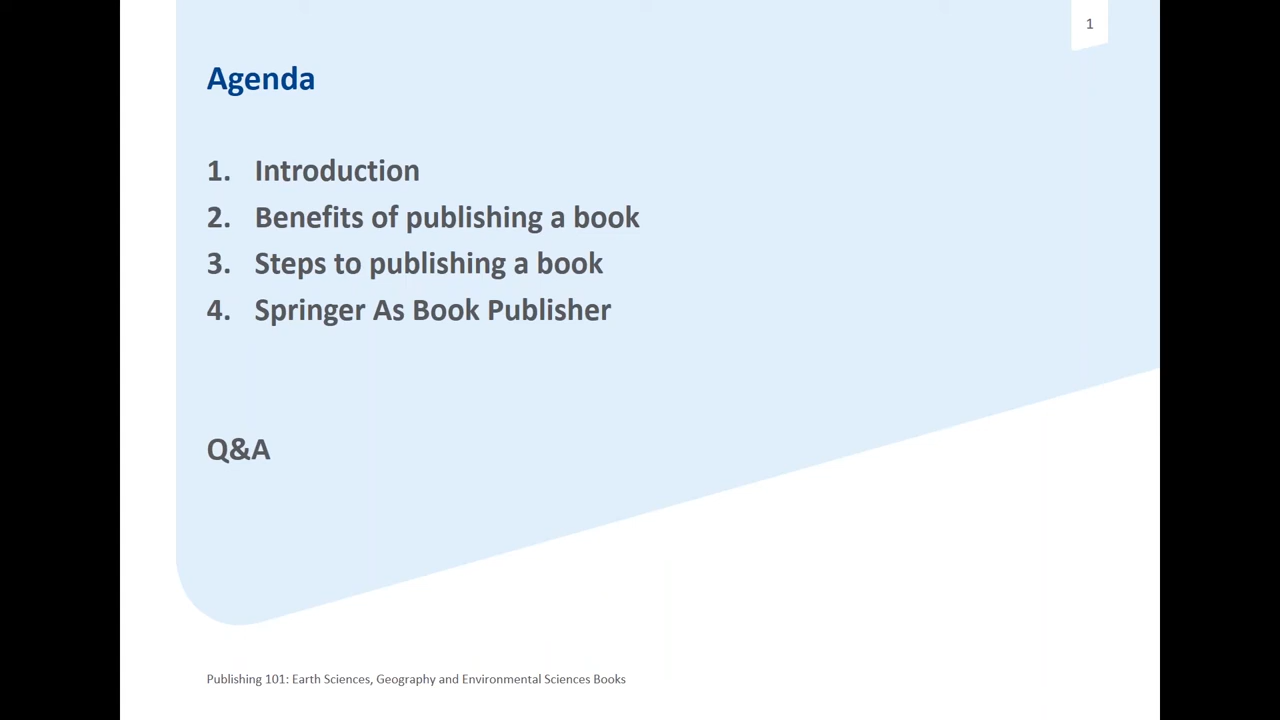 1
Agenda
1. Introduction
2. Benefits of publishing a book
3. Steps to publishing a book
4. Springer As Book Publisher
Q&A
Publishing 101: Earth Sciences, Geography and Environmental Sciences Books